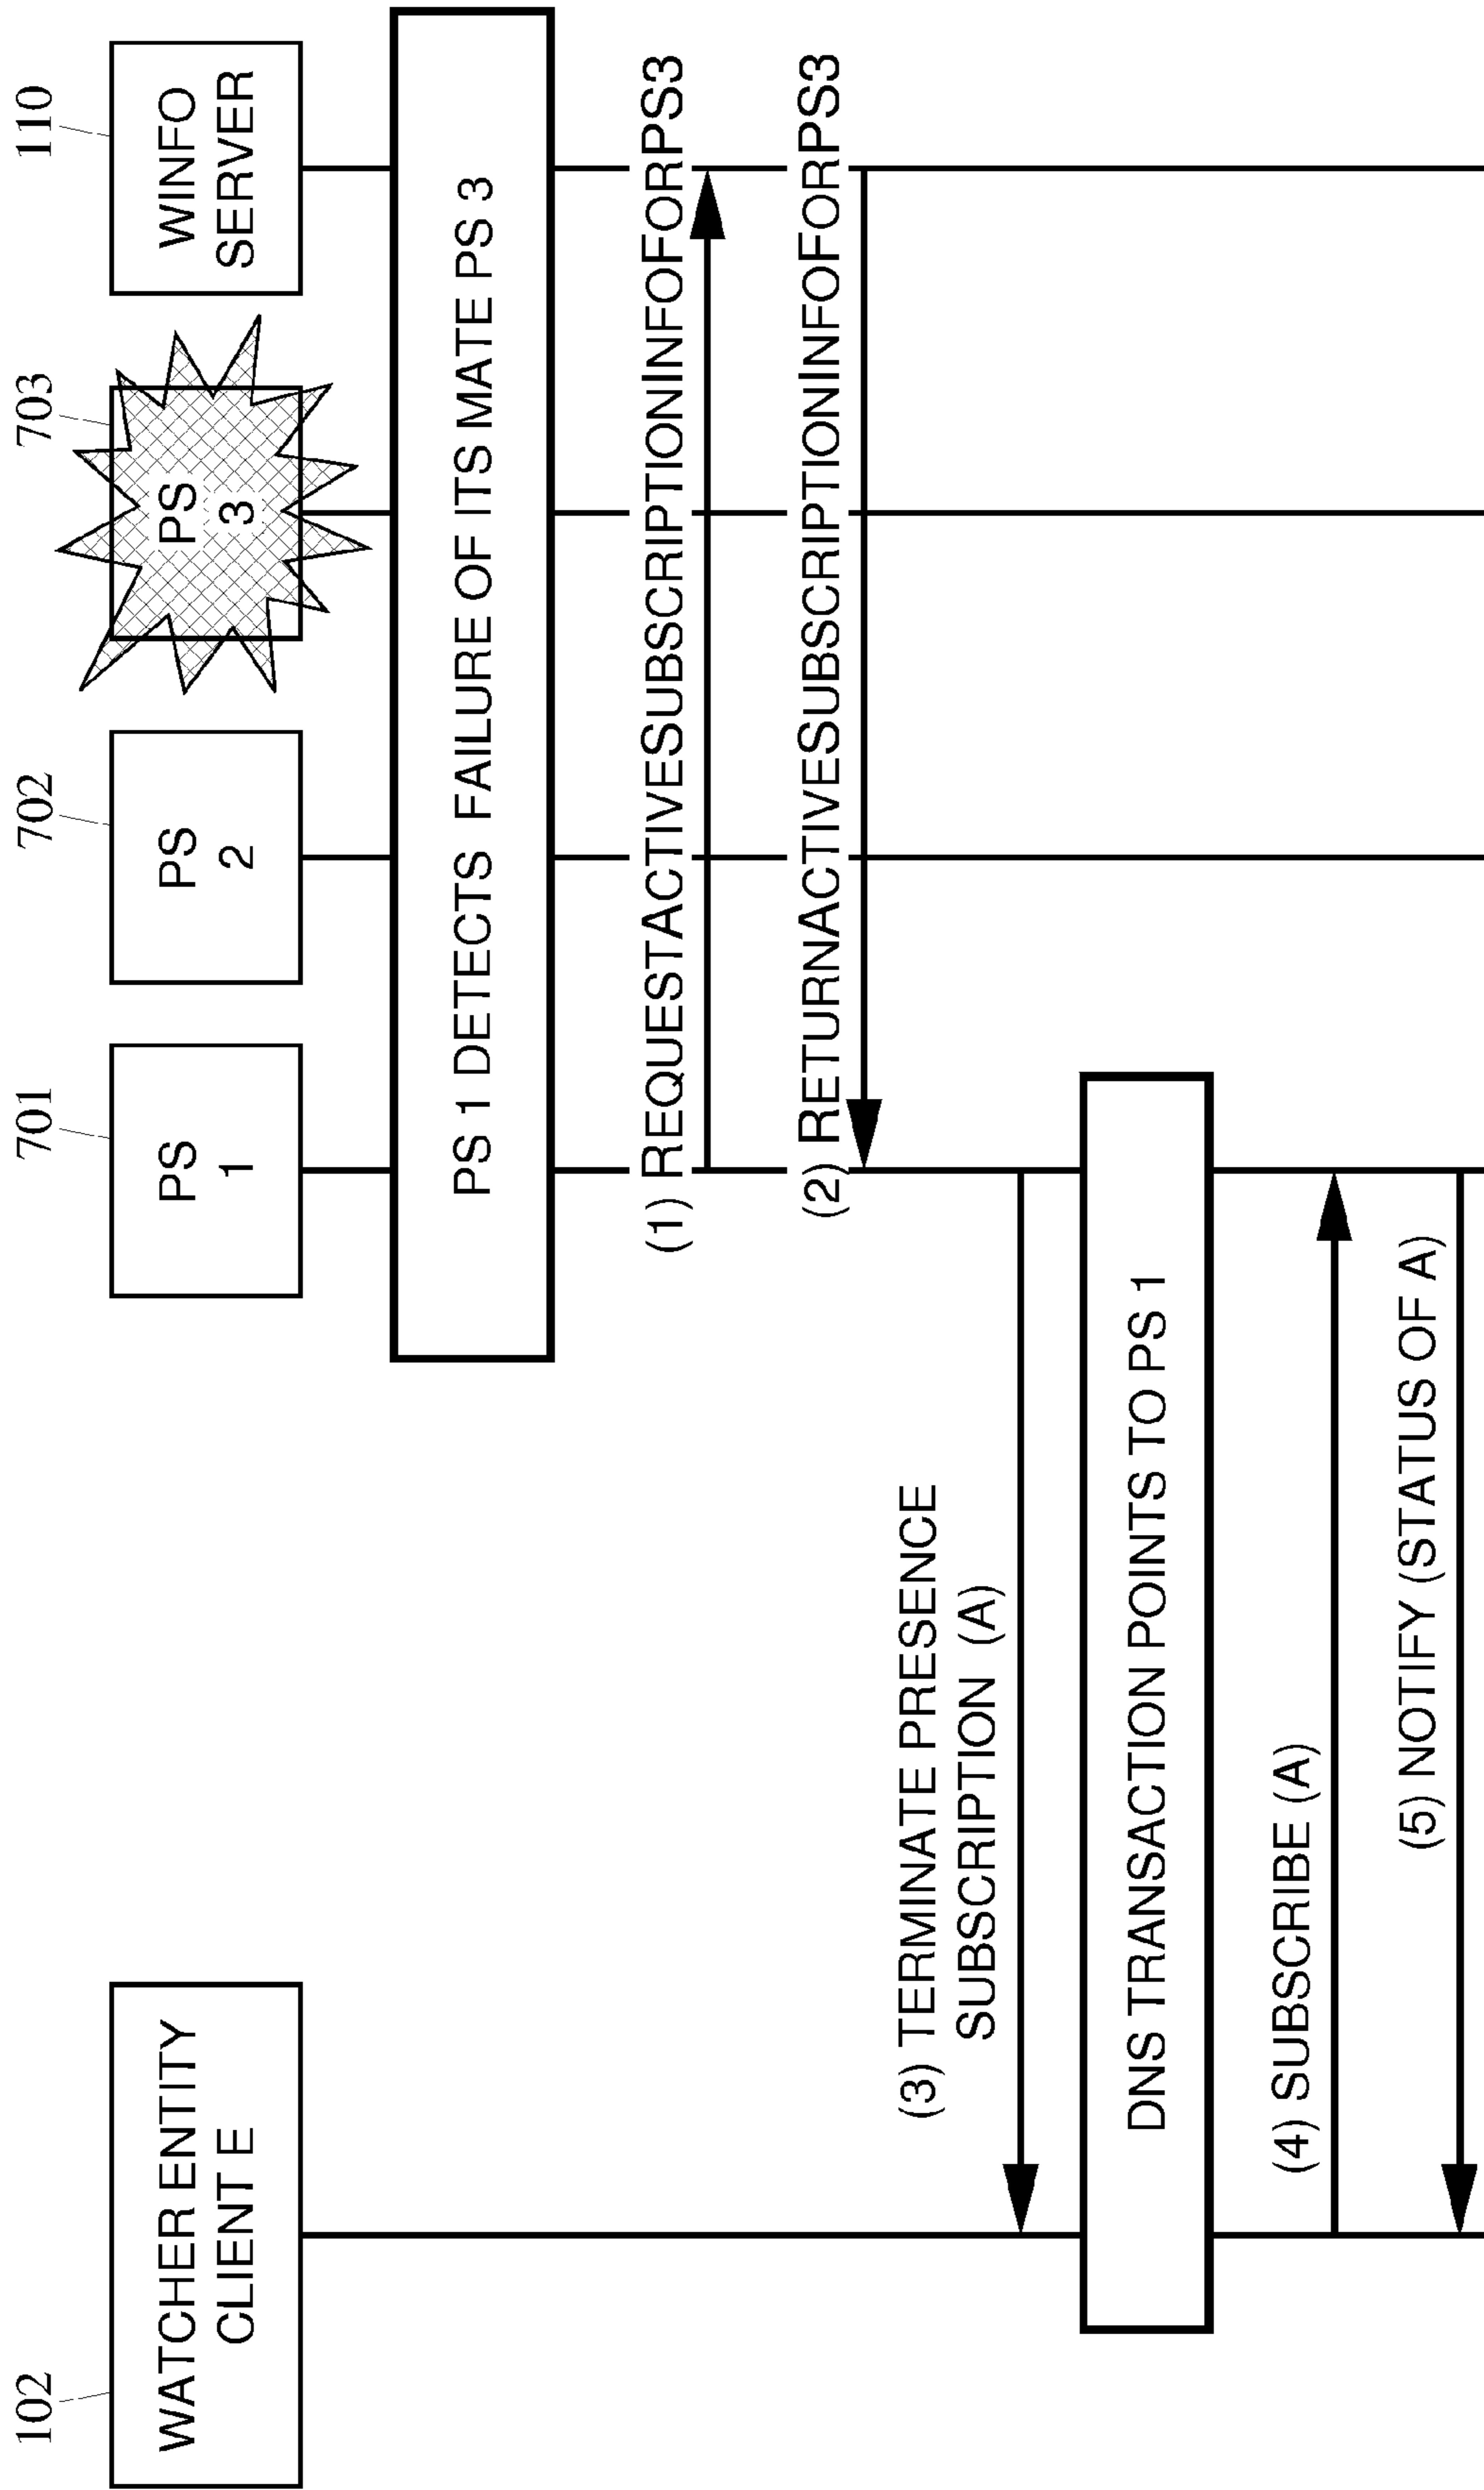 102
701
702
703
110
WATCHER ENTITY
CLIENT E
PS
1
PS
2
PS
3
WINFO
SERVER
PS 1 DETECTS FAILURE OF ITS MATE PS 3
(1) REQUESTACTIVESUBSCRIPTIONINFOFORPS3
(2) RETURNACTIVESUBSCRIPTIONINFOFORPS3
(3) TERMINATE PRESENCE
SUBSCRIPTION (A)
DNS TRANSACTION POINTS TO PS 1
(4) SUBSCRIBE (A)
(5) NOTIFY (STATUS OF A)